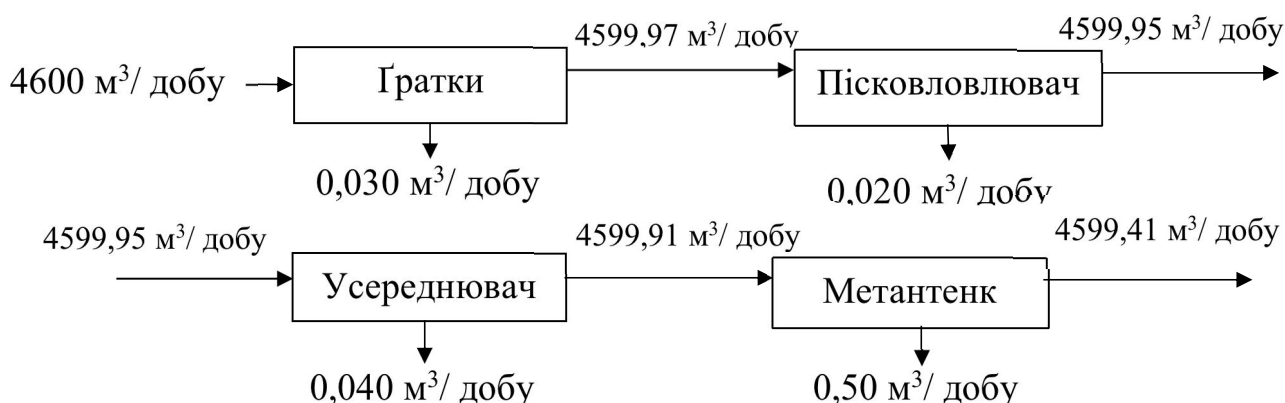 4599,97 м³/ добу
4599,95 м³/ добу
4600 м³/ добу
Ґратки
Пісковловлювач
0,030 м³/ добу
0,020 м³/ добу
4599,95 м³/ добу
4599,91 м³/ добу
4599,41 м³/ добу
Усереднювач
Метантенк
0,040 м³/ добу
0,50 м³/ добу